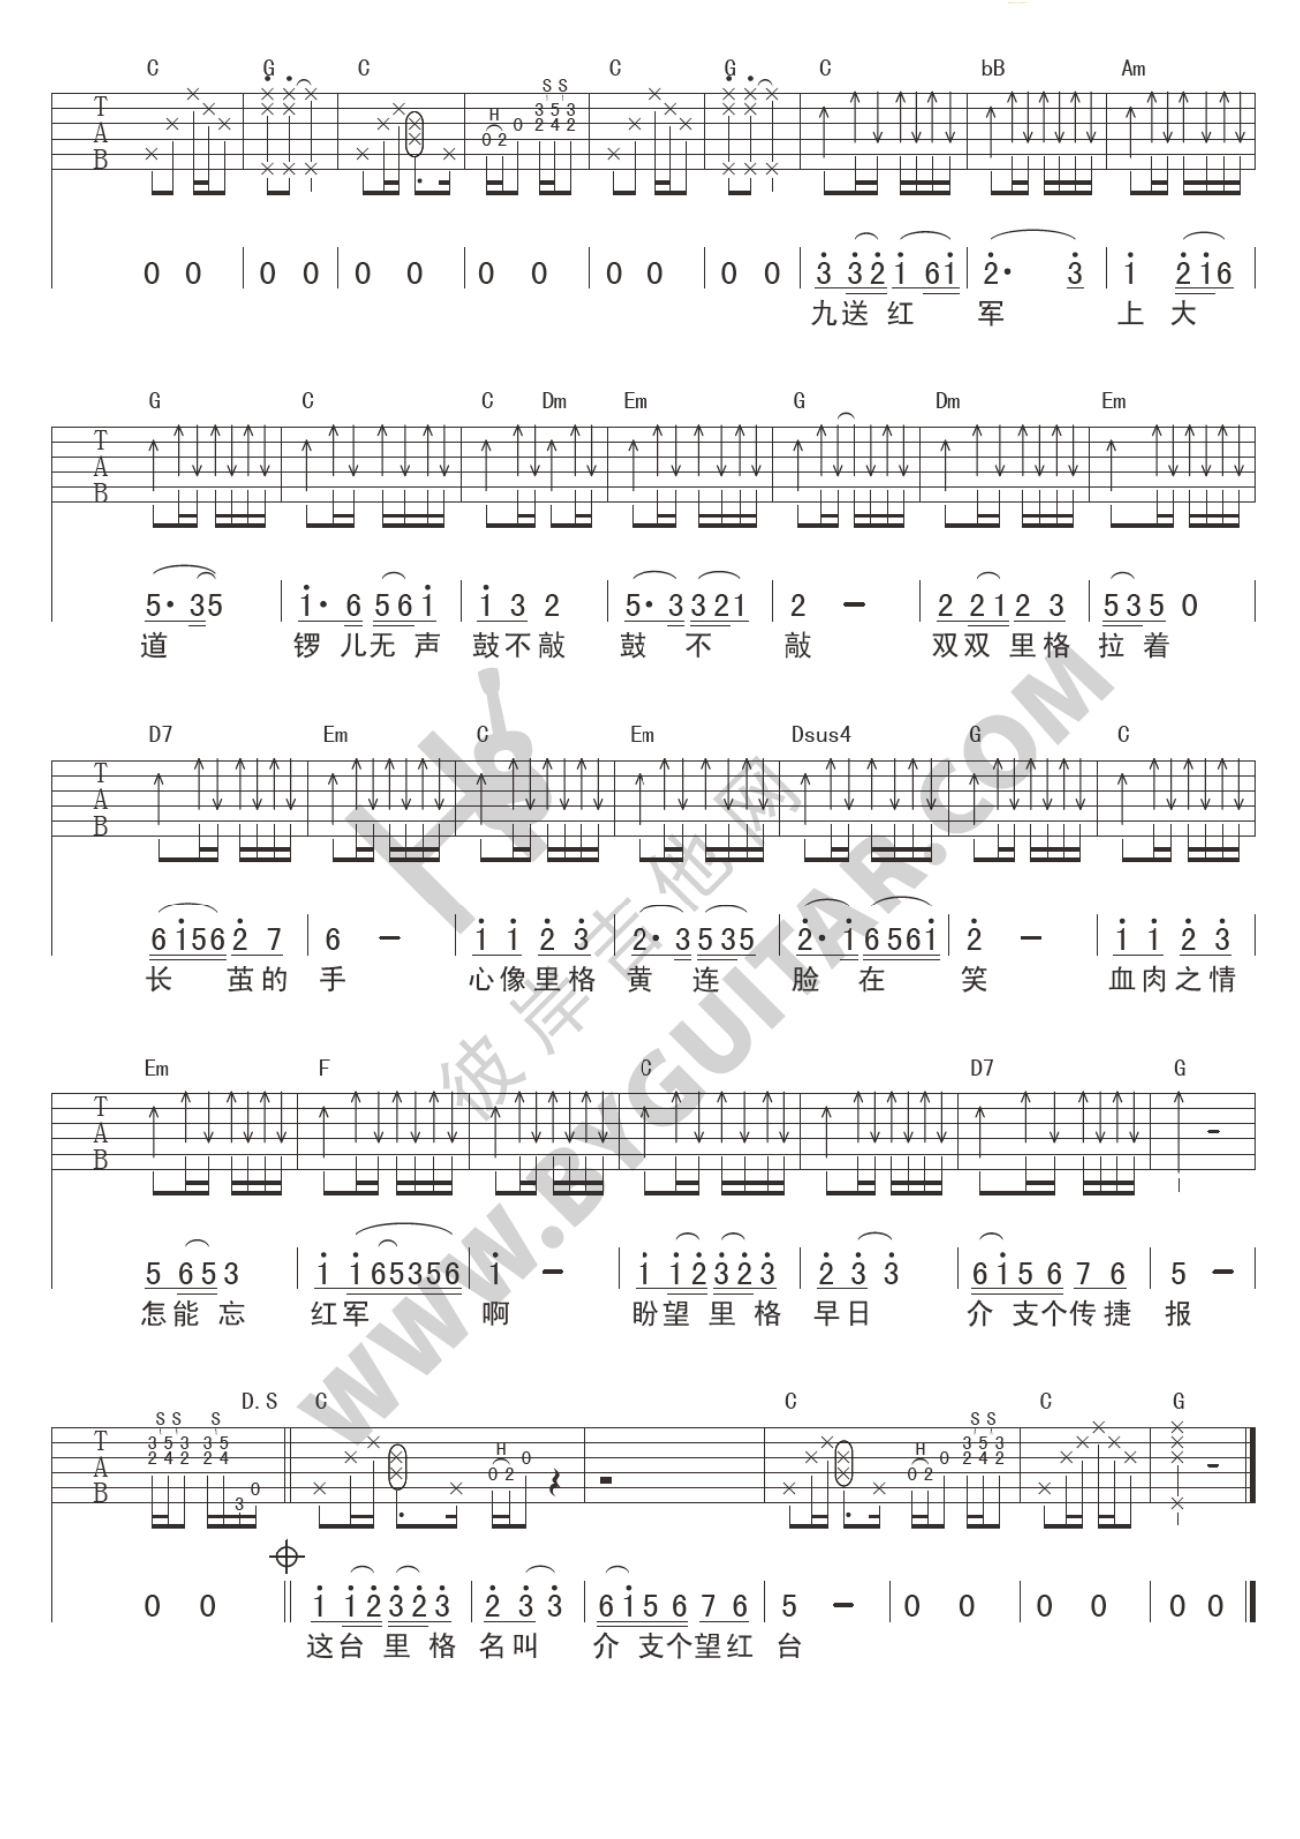 C G C C G C bB Am
T A B H S S
0 2 0 3 5 3
2 4 2
0 0 0 0 0 0 0 0 0 0 0 0 3 3 2 1 6 1 2· 3 1 2 1 6
九送 红 军 上 大
G C C Dm Em G Dm Em
T A B
5· 3 5 1· 6 5 6 1 1 3 2 5· 3 3 2 1 2 — 2 2 1 2 3 5 3 5 0
道 锣 儿无 声 鼓不敲 鼓 不 敲 双双 里格 拉 着
D7 Em C Em Dsus4 G C
T A B
6 1 5 6 2 7 6 — 1 1 2 3 2· 3 5 3 5 2· 1 6 5 6 1 2 — 1 1 2 3
长 茧的 手 心像里格 黄 连 脸 在 笑 血肉之情
Em F C D7 G
T A B
5 6 5 3 1 1 6 5 3 5 6 1 — 1 1 2 3 2 3 2 3 3 6 1 5 6 7 6 5 —
怎能 忘 红军 啊 盼望 里 格 早日 介 支个传捷 报
D.S C C C G
S S S H H S S
T A B
3 5 3 3 5 0 2 0 0 2 0 3 5 3
2 4 2 2 4 3 0 2 4 2
0 0 1 1 2 3 2 3 2 3 3 6 1 5 6 7 6 5 — 0 0 0 0 0 0
这台 里 格 名叫 介 支个望红 台
彼岸吉他网
WWW.BYGUITAR.COM